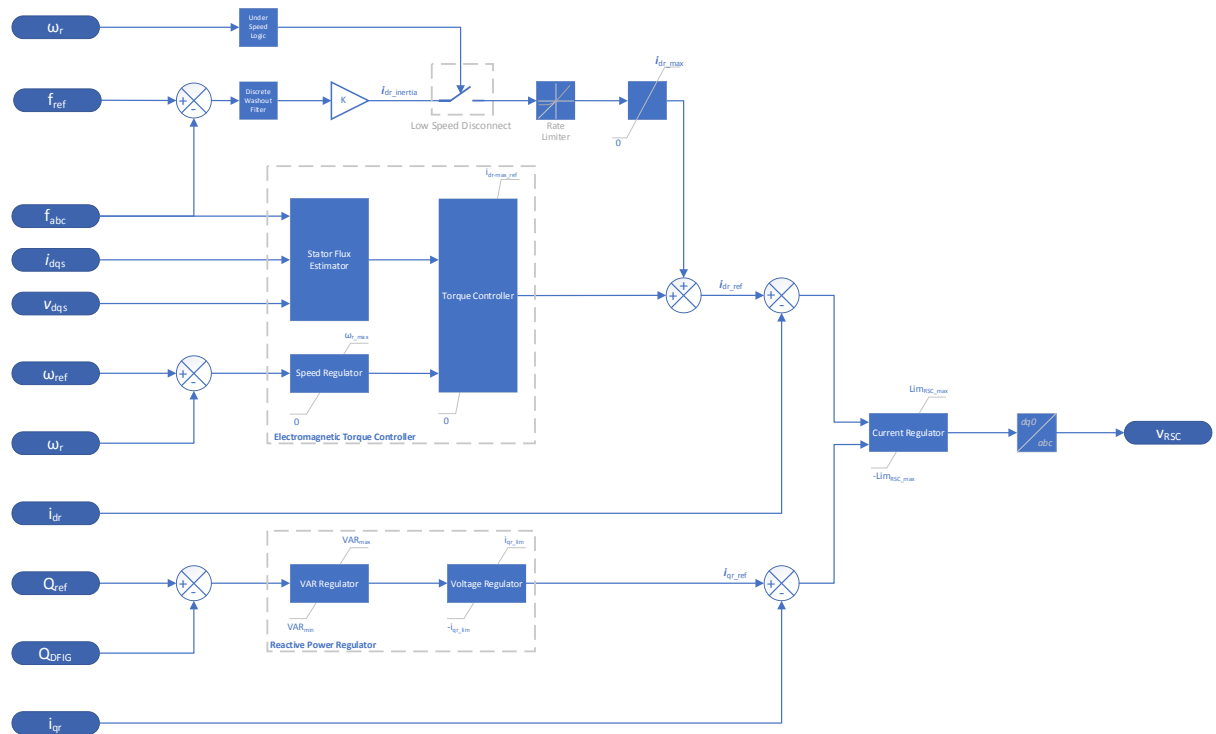 ωr
Under
Speed
Logic
fref
+
-
Discrete
Washout
Filter
K
idr_inertia
Low Speed Disconnect
Rate
Limiter
idr_max
0
fabc
idqs
vdqs
Stator Flux
Estimator
idr-max_ref
Torque Controller
0
+
+
idr_ref
+
-
ωref
+
-
ωr_max
Speed Regulator
0
ωr
Electromagnetic Torque Controller
LimRSC_max
Current Regulator
-LimRSC_max
dq0
abc
vRSC
idr
Qref
+
-
VARmax
VAR Regulator
VARmin
iqr_lim
Voltage Regulator
-iqr_lim
iqr_ref
+
-
Reactive Power Regulator
QDFIG
iqr